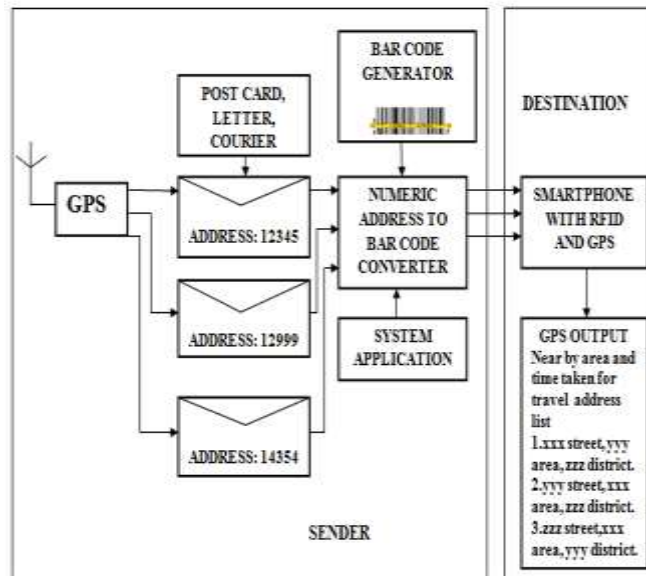 BAR CODE
GENERATOR
POST CARD,
LETTER,
COURIER
DESTINATION
GPS
ADDRESS: 12345
NUMERIC
ADDRESS TO
BAR CODE
CONVERTER
SMARTPHONE
WITH RFID
AND GPS
ADDRESS: 12999
SYSTEM
APPLICATION
ADDRESS: 14354
SENDER
GPS OUTPUT
Near by area and
time taken for
travel address
list
1.xxx street,yyy
area,zzz district.
2.yyy street,xxx
area,zzz district.
3.zzz street,xxx
area,yyy district.